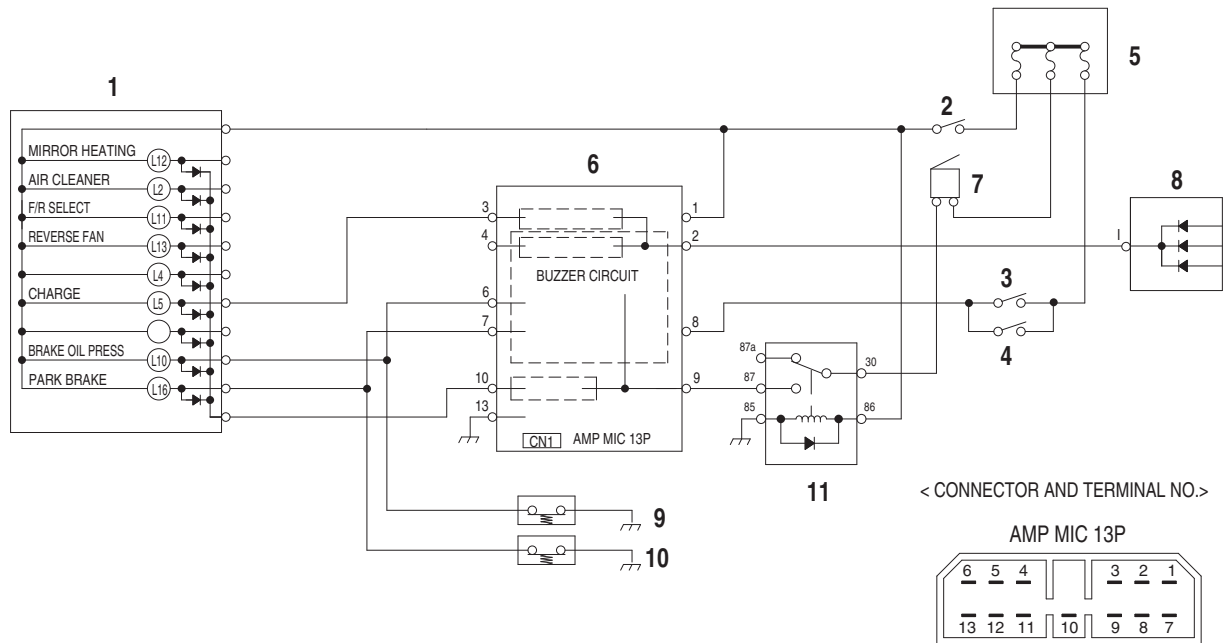 1
MIRROR HEATING
L12
AIR CLEANER
L2
F/R SELECT
L11
REVERSE FAN
L13
L4
CHARGE
L5
BRAKE OIL PRESS
L10
PARK BRAKE
L16
2
5
6
3
1
4
2
BUZZER CIRCUIT
6
7
8
10
9
13
CN1 AMP MIC 13P
7
8
I
3
4
87a
30
87
85
86
11
9
10
< CONNECTOR AND TERMINAL NO.>
AMP MIC 13P
6 5 4 3 2 1
13 12 11 10 9 8 7